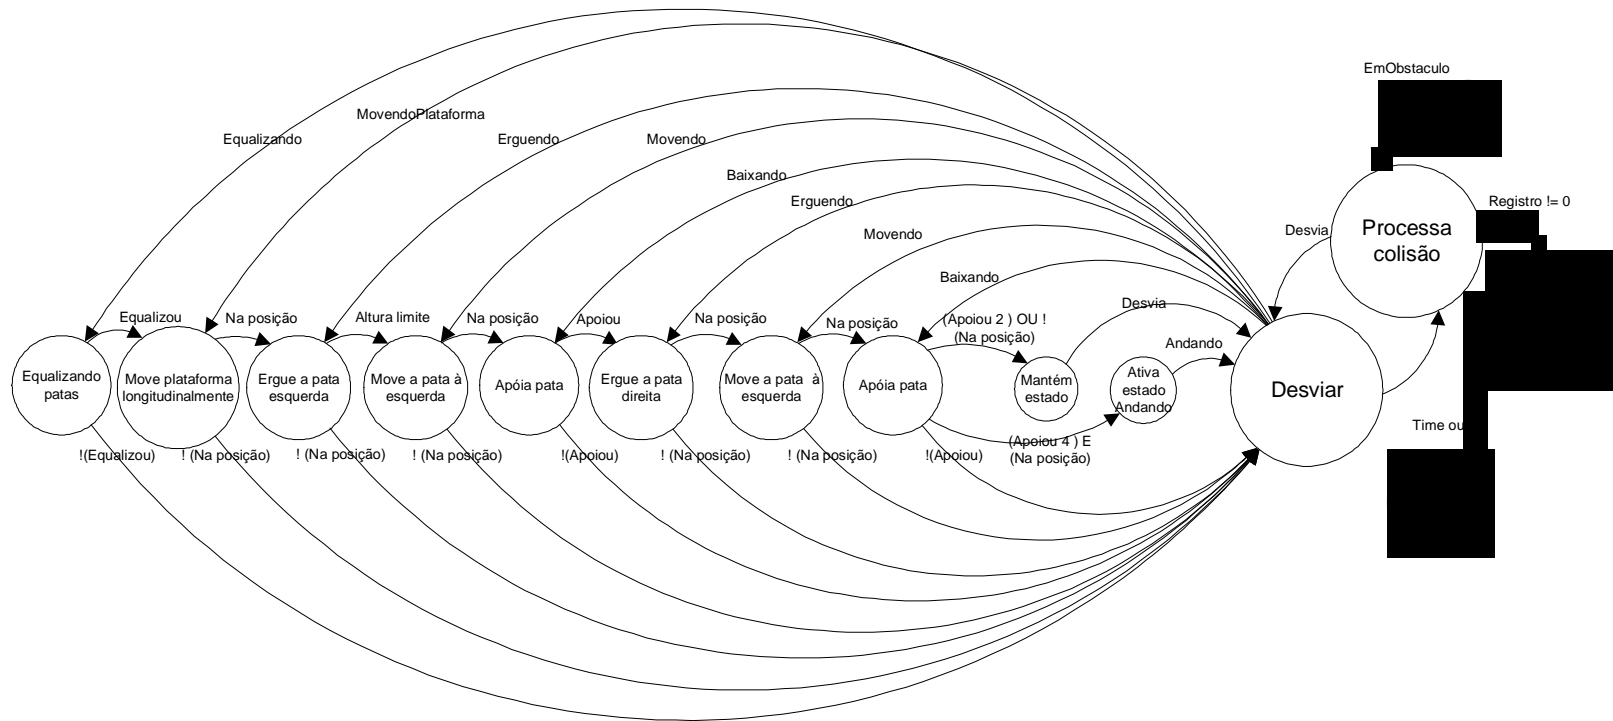 EmObstaculo
MovendoPlataforma
Equalizando
Erguendo
Movendo
Baixando
Erguendo
Movendo
Baixando
Registro != 0
Desvia
Processa
colisão
Desvia
Equalizou
Na posição
Altura limite
Na posição
Apoiou
Na posição
Na posição
(Apoiou 2 ) OU !
(Na posição)
Andando
Equalizando
patas
Move plataforma
longitudinalmente
Ergue a pata
esquerda
Move a pata à
esquerda
Apóia pata
Ergue a pata
direita
Move a pata à
esquerda
Apóia pata
Mantém
estado
Ativa
estado
Andando
Desviar
Time ou
!(Equalizou)
! (Na posição)
! (Na posição)
! (Na posição)
!(Apoiou)
! (Na posição)
! (Na posição)
!(Apoiou)
(Apoiou 4 ) E
(Na posição)